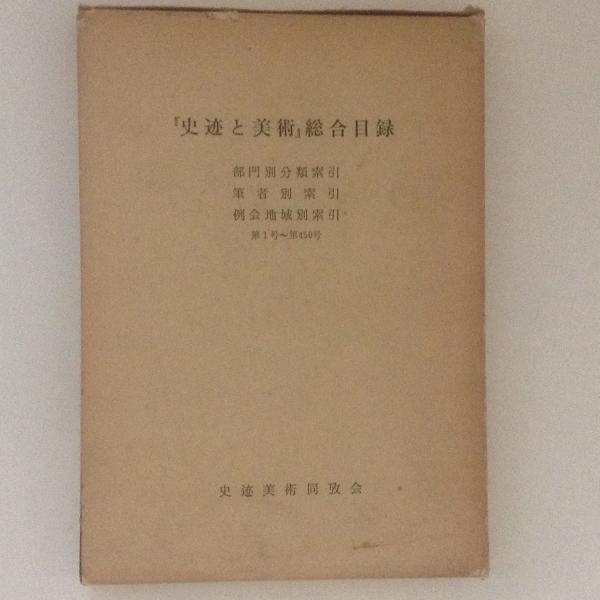 『史迹と美術』総合目録
部門別分類索引
筆者別索引
例会地域別索引
第1号～第450号
史迹美術同攷会